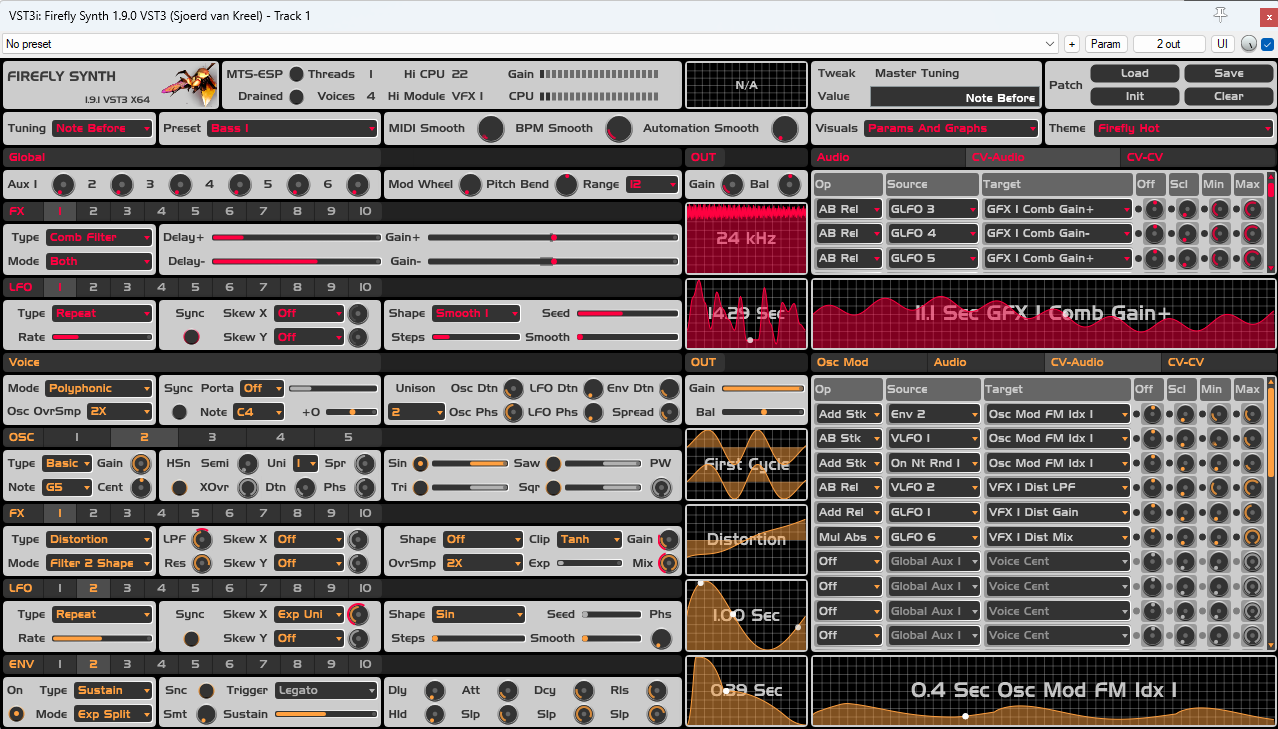 VST3i: Firefly Synth 1.9.0 VST3 (Sjoerd van Kreel) - Track 1
x
No preset
+
Param
2 out
UI
FIREFLY SYNTH
1.9.1 VST3 X64
MTS-ESP Threads 1 Hi CPU 22 Gain
Drained Voices 4 Hi Module VFX 1 CPU
N/A
Tweak Master Tuning
Value Note Before
Patch Load Save
Init Clear
Tuning Note Before Preset Bass 1 MIDI Smooth BPM Smooth Automation Smooth Visuals Params And Graphs Theme Firefly Hot
Global OUT Audio CV-Audio CV-CV
Aux 1 2 3 4 5 6 Mod Wheel Pitch Bend Range 12 Gain Bal
Op Source Target Off Scl Min Max
AB Rel GLFO 3 GFX 1 Comb Gain+
AB Rel GLFO 4 GFX 1 Comb Gain-
AB Rel GLFO 5 GFX 1 Comb Gain+
FX 1 2 3 4 5 6 7 8 9 10
Type Comb Filter Delay+ Gain+
Mode Both Delay- Gain-
24 kHz
LFO 1 2 3 4 5 6 7 8 9 10
Type Repeat Sync Skew X Off Shape Smooth 1 Seed
Rate Skew Y Off Steps Smooth
14.29 Sec
11.1 Sec GFX 1 Comb Gain+
Voice OUT Osc Mod Audio CV-Audio CV-CV
Mode Polyphonic Sync Porta Off Unison Osc Dtn LFO Dtn Env Dtn Gain
Osc OvrSmp 2X Note C4 +0 2 Osc Phs LFO Phs Spread Bal
Op Source Target Off Scl Min Max
Add Stk Env 2 Osc Mod FM Idx 1
AB Stk VLFO 1 Osc Mod FM Idx 1
Add Stk On Nt Rnd 1 Osc Mod FM Idx 1
AB Rel VLFO 2 VFX 1 Dist LPF
Add Rel GLFO 1 VFX 1 Dist Gain
Mul Abs GLFO 6 VFX 1 Dist Mix
Off Global Aux 1 Voice Cent
Off Global Aux 1 Voice Cent
Off Global Aux 1 Voice Cent
Off Global Aux 1 Voice Cent
OSC 1 2 3 4 5
Type Basic Gain HSn Semi Uni 1 Spr Sin Saw PW
Note G5 Cent XOvr Dtn Phs Tri Sqr
First Cycle
FX 1 2 3 4 5 6 7 8 9 10
Type Distortion LPF Skew X Off Shape Off Clip Tanh Gain
Mode Filter 2 Shape Res Skew Y Off OvrSmp 2X Exp Mix
Distortion
LFO 1 2 3 4 5 6 7 8 9 10
Type Repeat Sync Skew X Exp Uni Shape Sin Seed Phs
Rate Skew Y Off Steps Smooth
1.00 Sec
ENV 1 2 3 4 5 6 7 8 9 10
On Type Sustain Snc Trigger Legato Dly Att Dcy Rls
Mode Exp Split Smt Sustain Hld Slp Slp Slp
0.39 Sec
0.4 Sec Osc Mod FM Idx 1